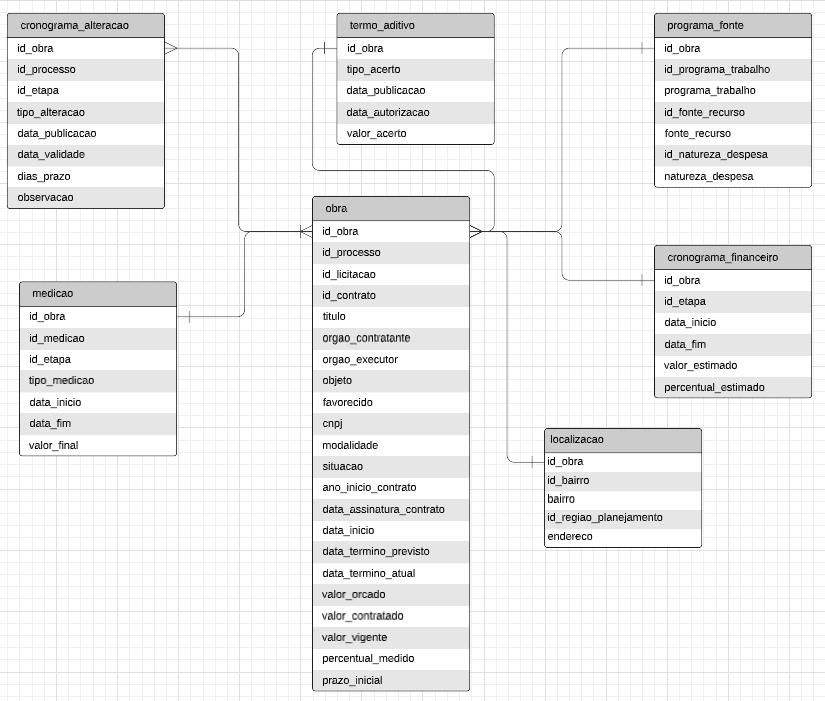 cronograma_alteracao
id_obra
id_processo
id_etapa
tipo_alteracao
data_publicacao
data_validade
dias_prazo
observacao
termo_aditivo
id_obra
tipo_acerto
data_publicacao
data_autorizacao
valor_acerto
programa_fonte
id_obra
id_programa_trabalho
programa_trabalho
id_fonte_recurso
fonte_recurso
id_natureza_despesa
natureza_despesa
medicao
id_obra
id_medicao
id_etapa
tipo_medicao
data_inicio
data_fim
valor_final
obra
id_obra
id_processo
id_licitacao
id_contrato
titulo
orgao_contratante
orgao_executor
objeto
favorecido
cnpj
modalidade
situacao
ano_inicio_contrato
data_assinatura_contrato
data_inicio
data_termino_previsto
data_termino_atual
valor_orcado
valor_contratado
valor_vigente
percentual_medido
prazo_inicial
cronograma_financeiro
id_obra
id_etapa
data_inicio
data_fim
valor_estimado
percentual_estimado
localizacao
id_obra
id_bairro
bairro
id_regiao_planejamento
endereco